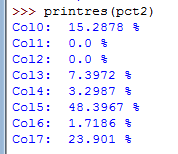 >>> printres(pct2)
Col0:  15.2878 %
Col1:  0.0 %
Col2:  0.0 %
Col3:  7.3972 %
Col4:  3.2987 %
Col5:  48.3967 %
Col6:  1.7186 %
Col7:  23.901 %